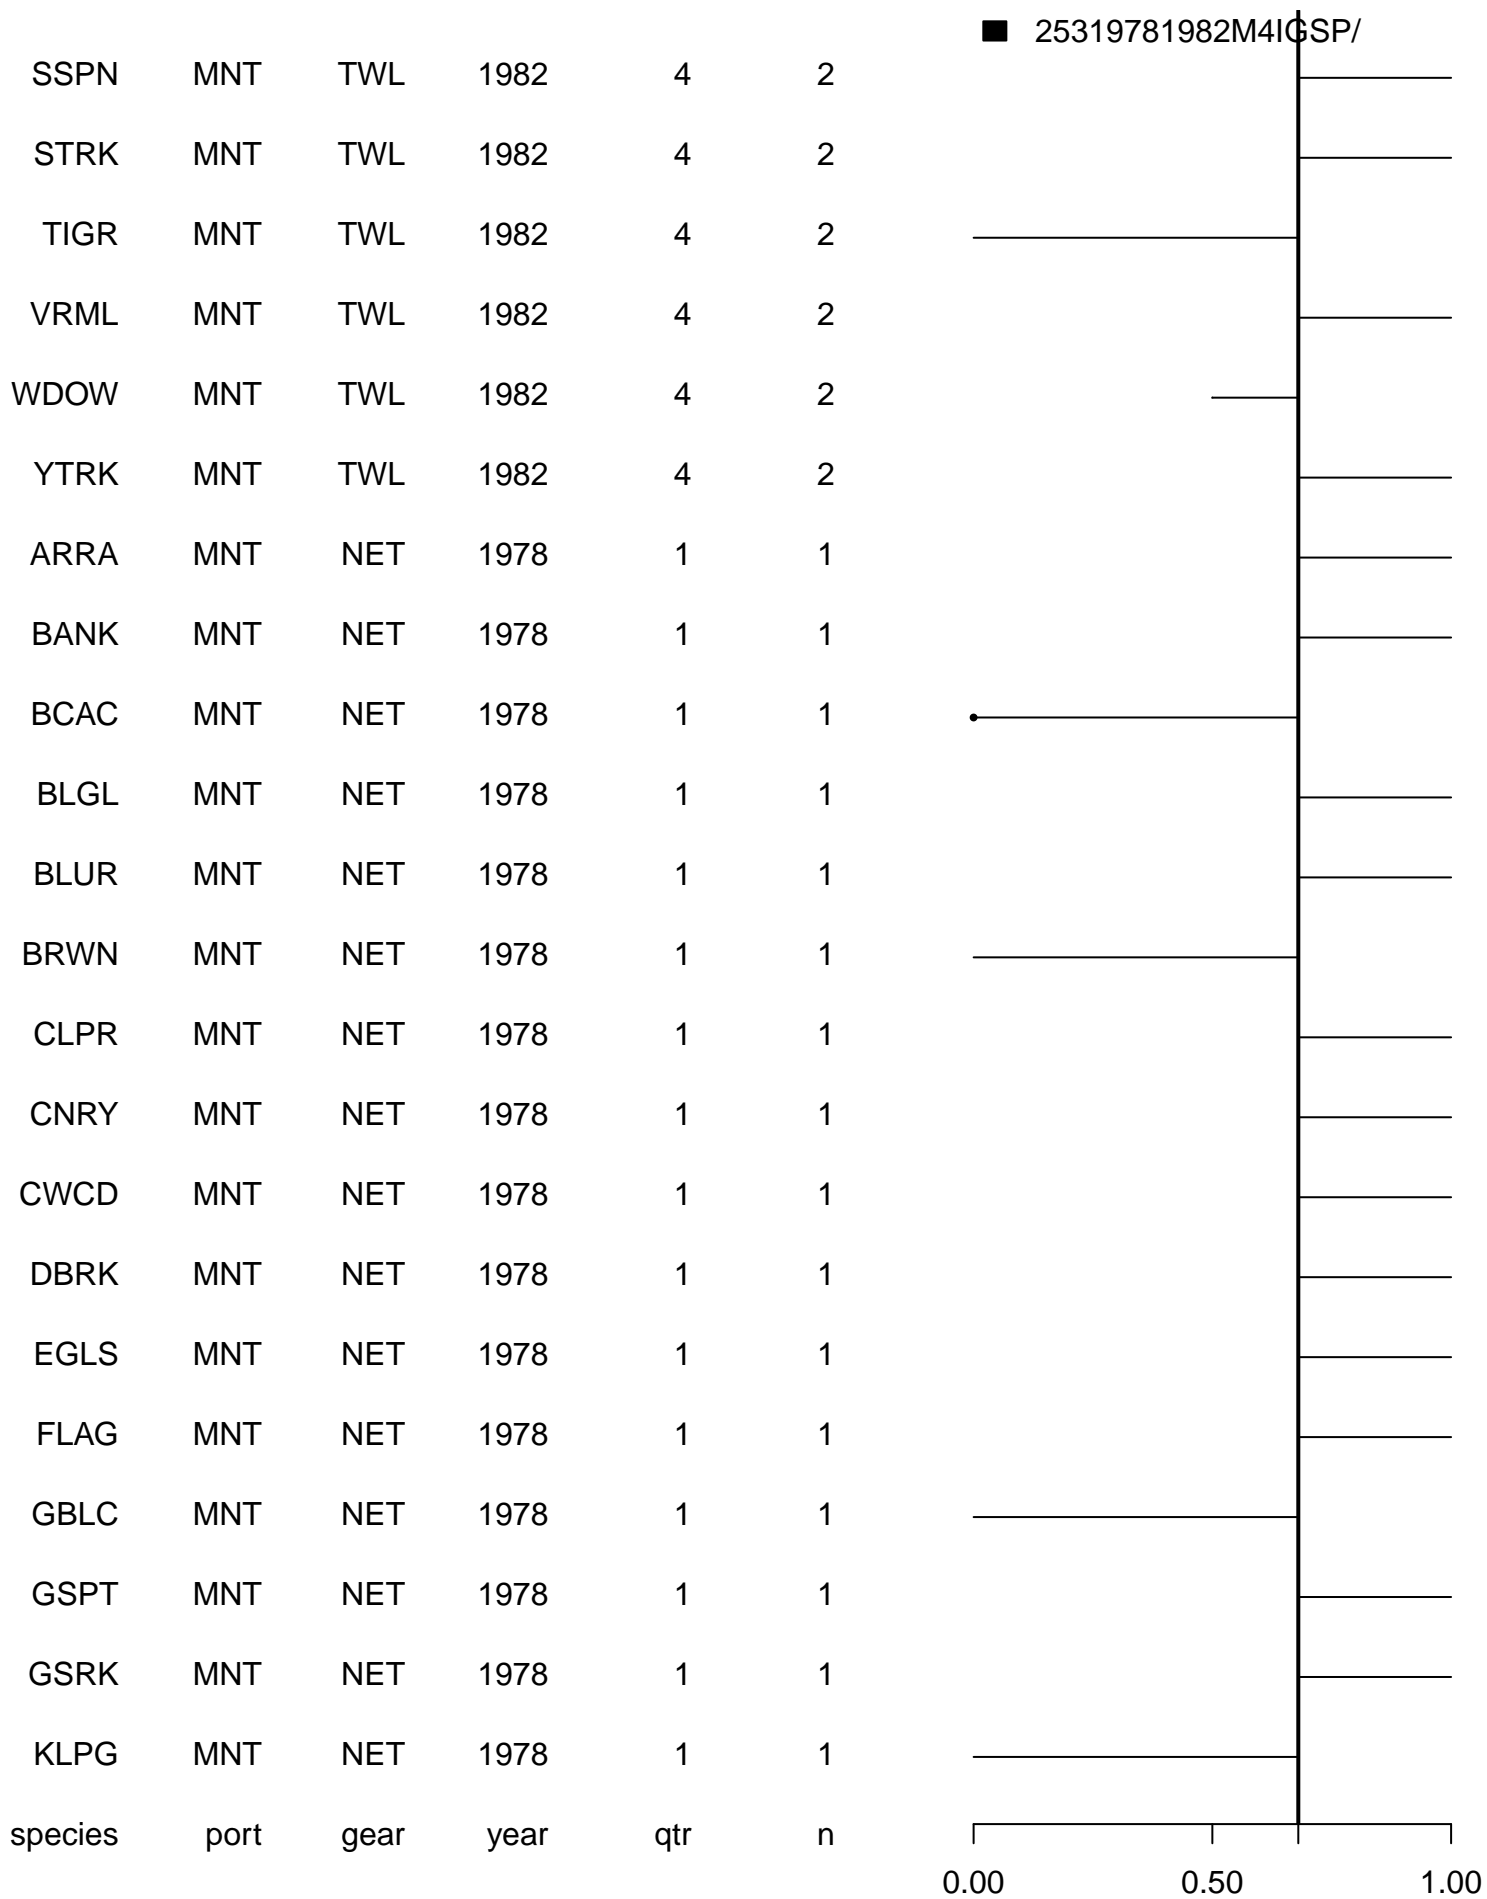 25319781982M4IGSP/
SSPN MNT TWL 1982 4 2
STRK MNT TWL 1982 4 2
TIGR MNT TWL 1982 4 2
VRML MNT TWL 1982 4 2
WDOW MNT TWL 1982 4 2
YTRK MNT TWL 1982 4 2
ARRA MNT NET 1978 1 1
BANK MNT NET 1978 1 1
BCAC MNT NET 1978 1 1
BLGL MNT NET 1978 1 1
BLUR MNT NET 1978 1 1
BRWN MNT NET 1978 1 1
CLPR MNT NET 1978 1 1
CNRY MNT NET 1978 1 1
CWCD MNT NET 1978 1 1
DBRK MNT NET 1978 1 1
EGLS MNT NET 1978 1 1
FLAG MNT NET 1978 1 1
GBLC MNT NET 1978 1 1
GSPT MNT NET 1978 1 1
GSRK MNT NET 1978 1 1
KLPG MNT NET 1978 1 1
species port gear year qtr n
0.00 0.50 1.00